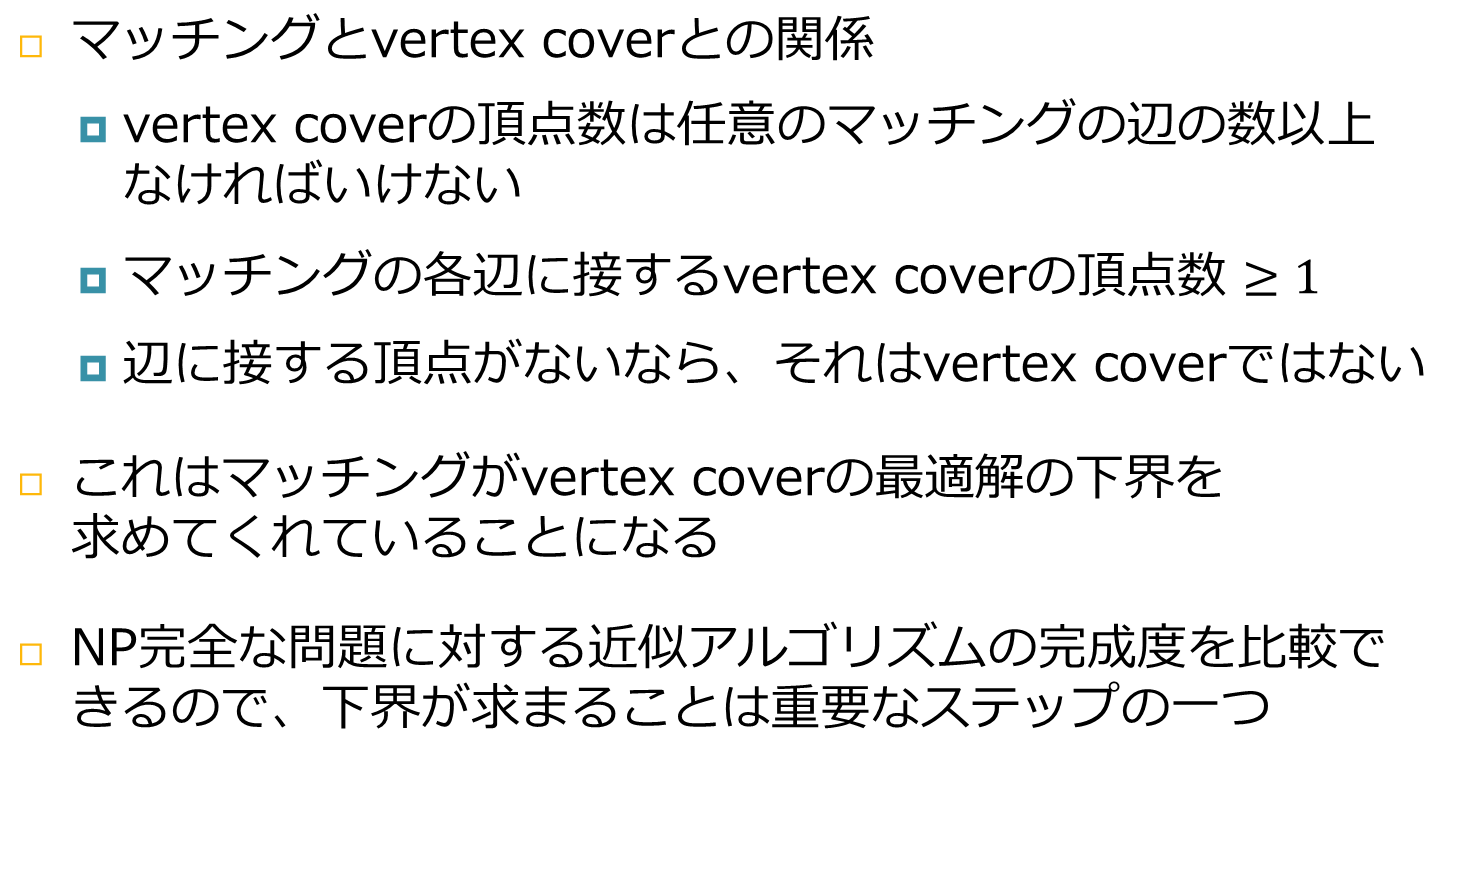 マッチングとvertex coverとの関係
vertex coverの頂点数は任意のマッチングの辺の数以上
なければいけない
マッチングの各辺に接するvertex coverの頂点数 ≥ 1
辺に接する頂点がないなら、それはvertex coverではない
これはマッチングがvertex coverの最適解の下界を
求めてくれていることになる
NP完全な問題に対する近似アルゴリズムの完成度を比較で
きるので、下界が求まることは重要なステップの一つ